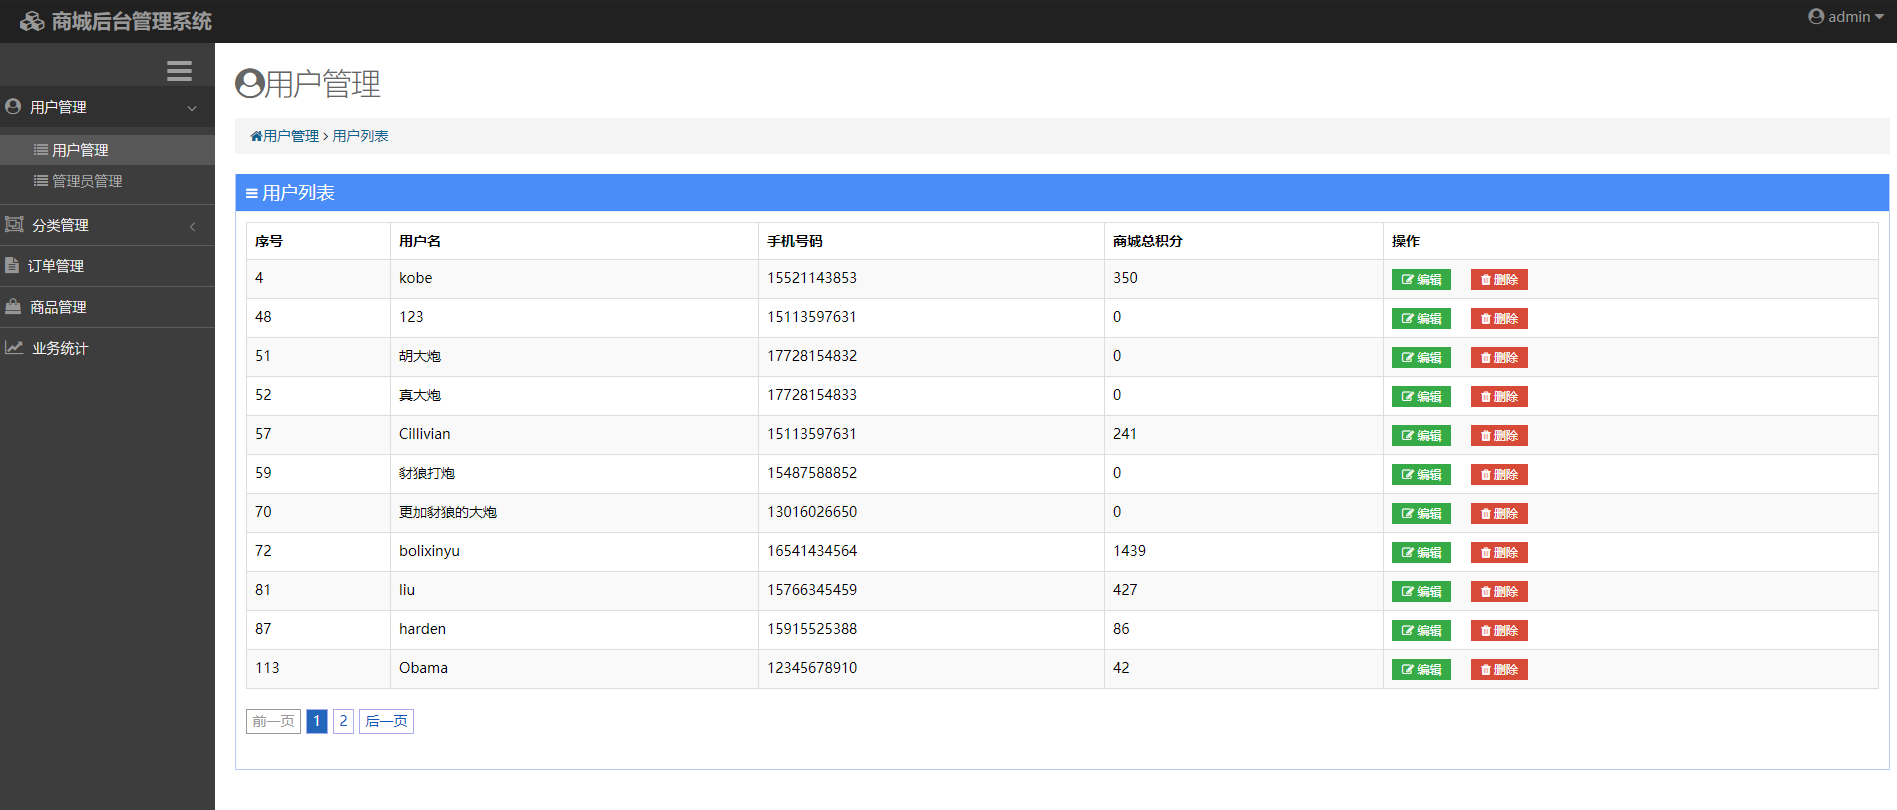 商城后台管理系统
admin
用户管理
用户管理
管理员管理
分类管理
订单管理
商品管理
业务统计
用户管理
用户管理 > 用户列表
用户列表
序号 用户名 手机号码 商城总积分 操作
4 kobe 15521143853 350 编辑 删除
48 123 15113597631 0 编辑 删除
51 胡大炮 17728154832 0 编辑 删除
52 真大炮 17728154833 0 编辑 删除
57 Cillivian 15113597631 241 编辑 删除
59 豺狼打炮 15487588852 0 编辑 删除
70 更加豺狼的大炮 13016026650 0 编辑 删除
72 bolixinyu 16541434564 1439 编辑 删除
81 liu 15766345459 427 编辑 删除
87 harden 15915525388 86 编辑 删除
113 Obama 12345678910 42 编辑 删除
前一页 1 2 后一页